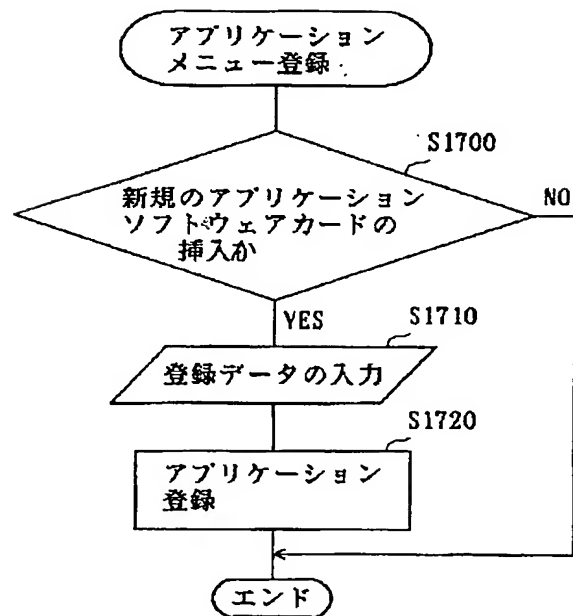 アプリケーション
メニュー登録
S1700
新規のアプリケーション
ソフトウェアカードの
挿入か
NO
YES
S1710
登録データの入力
S1720
アプリケーション
登録
エンド